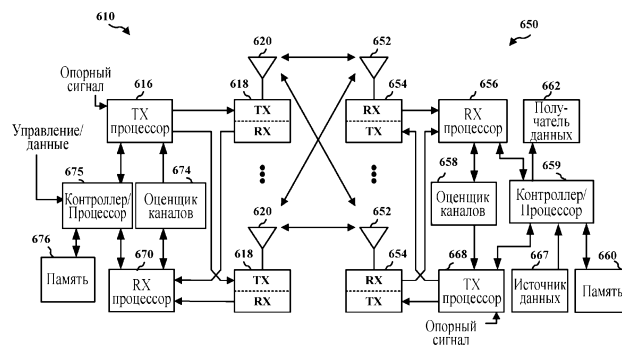 610
650
620
652
Опорный
сигнал
616
TX
процессор
618
TX
RX
654
RX
TX
656
RX
процессор
662
Полу-
чатель
данных
Управление/
данные
675
Контроллер/
Процессор
674
Оценщик
каналов
658
Оценщик
каналов
659
Контроллер/
Процессор
620
652
676
Память
670
RX
процессор
618
TX
RX
654
RX
TX
668
TX
процессор
667
Источник
данных
660
Память
Опорный
сигнал